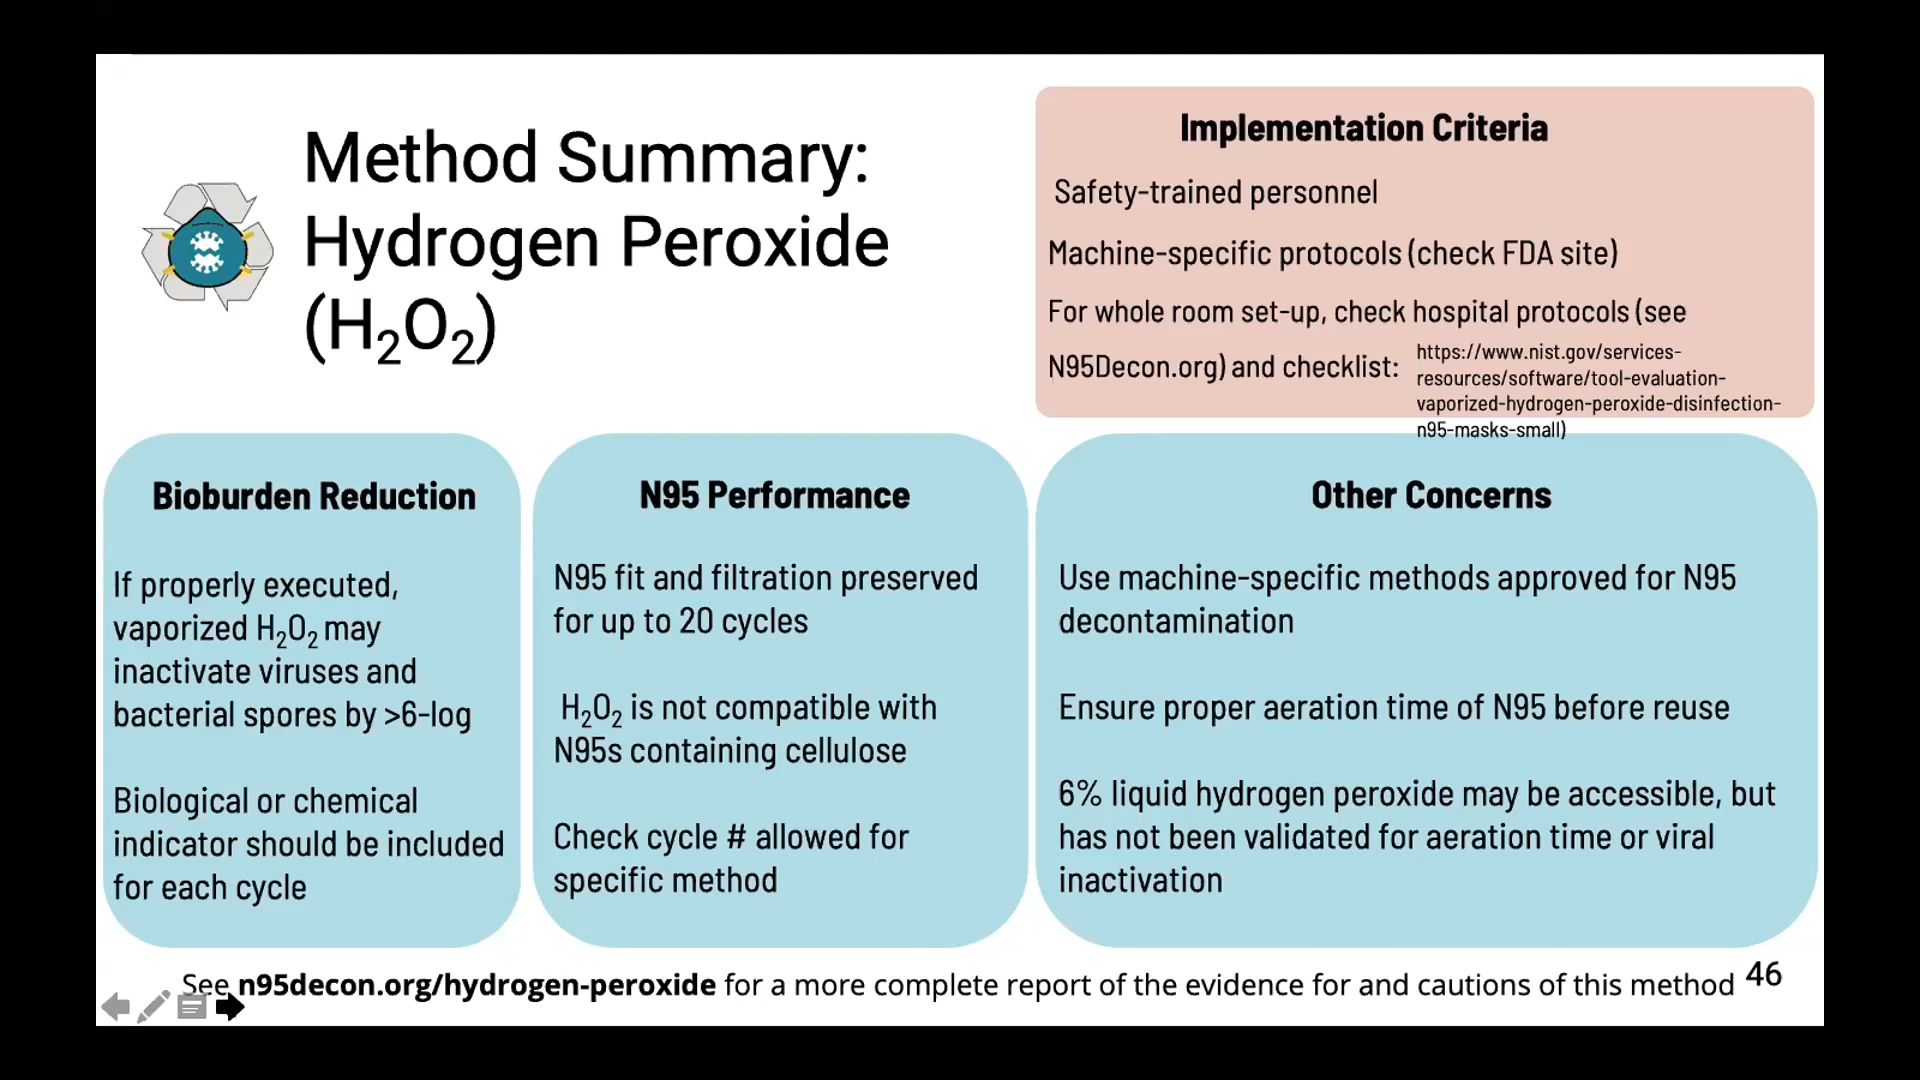 Method Summary:
Hydrogen Peroxide
(H₂O₂)
Implementation Criteria
Safety-trained personnel
Machine-specific protocols (check FDA site)
For whole room set-up, check hospital protocols (see
N95Decon.org) and checklist:
https://www.nist.gov/services-
resources/software/tool-evaluation-
vaporized-hydrogen-peroxide-disinfection-
n95-masks-small)
Bioburden Reduction
If properly executed,
vaporized H₂O₂ may
inactivate viruses and
bacterial spores by >6-log
Biological or chemical
indicator should be included
for each cycle
N95 Performance
N95 fit and filtration preserved
for up to 20 cycles
H₂O₂ is not compatible with
N95s containing cellulose
Check cycle # allowed for
specific method
Other Concerns
Use machine-specific methods approved for N95
decontamination
Ensure proper aeration time of N95 before reuse
6% liquid hydrogen peroxide may be accessible, but
has not been validated for aeration time or viral
inactivation
See n95decon.org/hydrogen-peroxide for a more complete report of the evidence for and cautions of this method
46